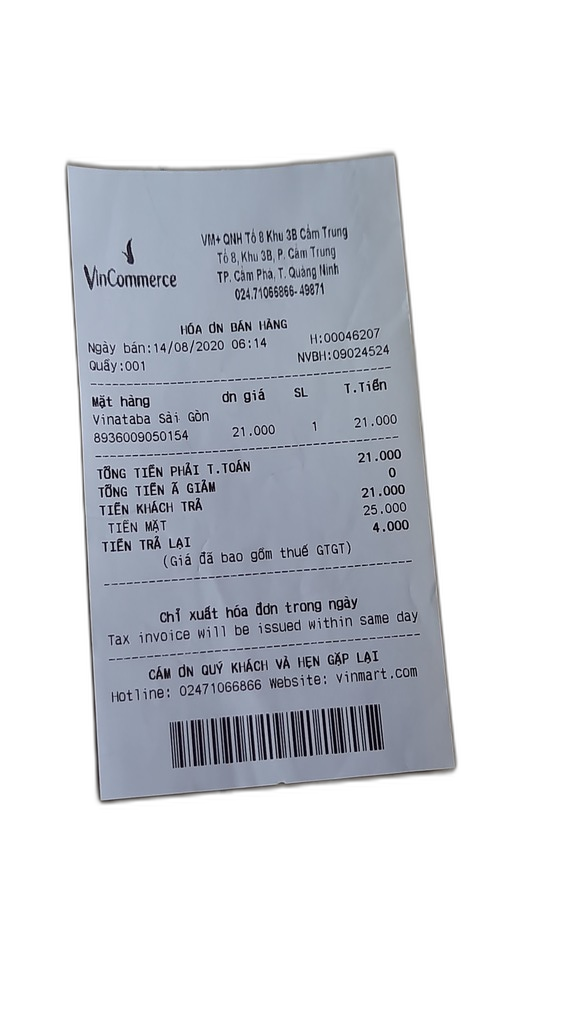 VinCommerce
VM+ QNH Tổ 8 Khu 3B Cẩm Trung
Tổ 8, Khu 3B, P. Cẩm Trung
TP. Cẩm Phả, T. Quảng Ninh
024.71066866- 49871
HÓA ƠN BÁN HÀNG
Ngày bán:14/08/2020 06:14 H:00046207
Quầy:001 NVBH:09024524
Mặt hàng ơn giá SL T.Tiền
Vinataba Sài Gòn
8936009050154 21.000 1 21.000
TỔNG TIỀN PHẢI T.TOÁN 21.000
TỔNG TIỀN Ã GIẢM 0
TIỀN KHÁCH TRẢ 21.000
TIỀN MẶT 25.000
TIỀN TRẢ LẠI 4.000
(Giá đã bao gồm thuế GTGT)
Chỉ xuất hóa đơn trong ngày
Tax invoice will be issued within same day
CÁM ƠN QUÝ KHÁCH VÀ HẸN GẶP LẠI
Hotline: 02471066866 Website: vinmart.com